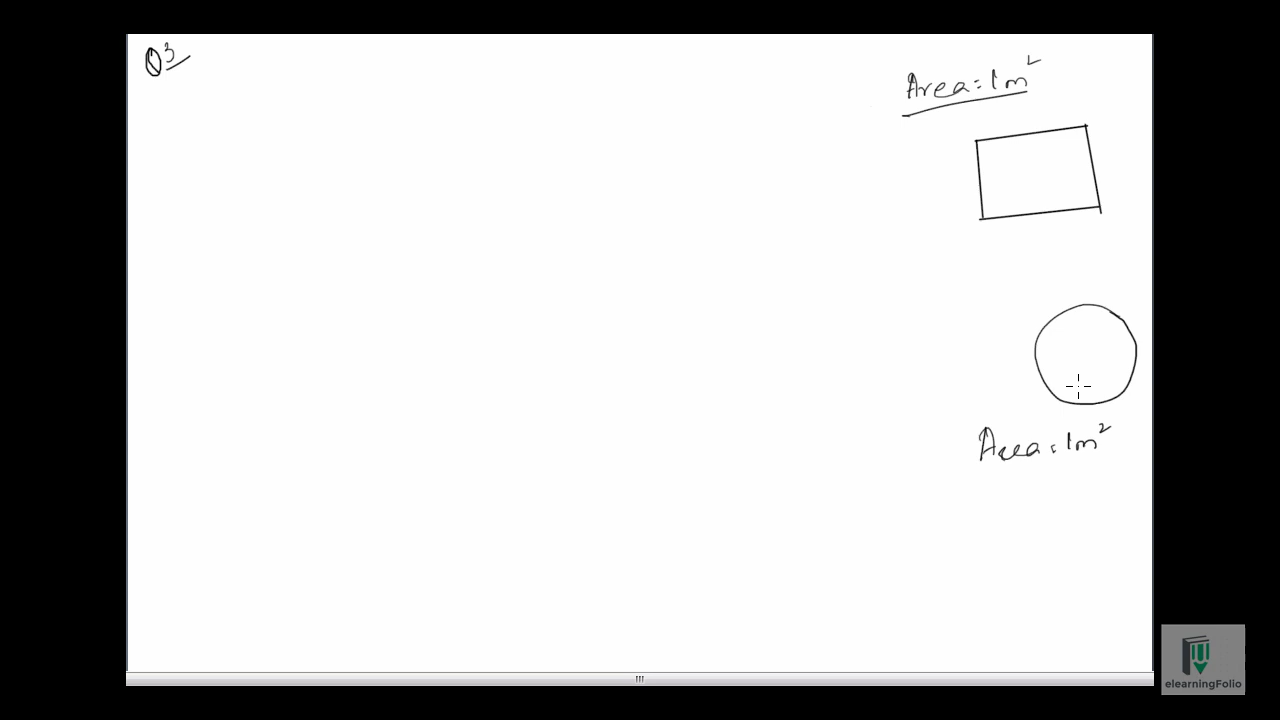 Q3
Area = 1m²
Area = 1m²
elearningFolio